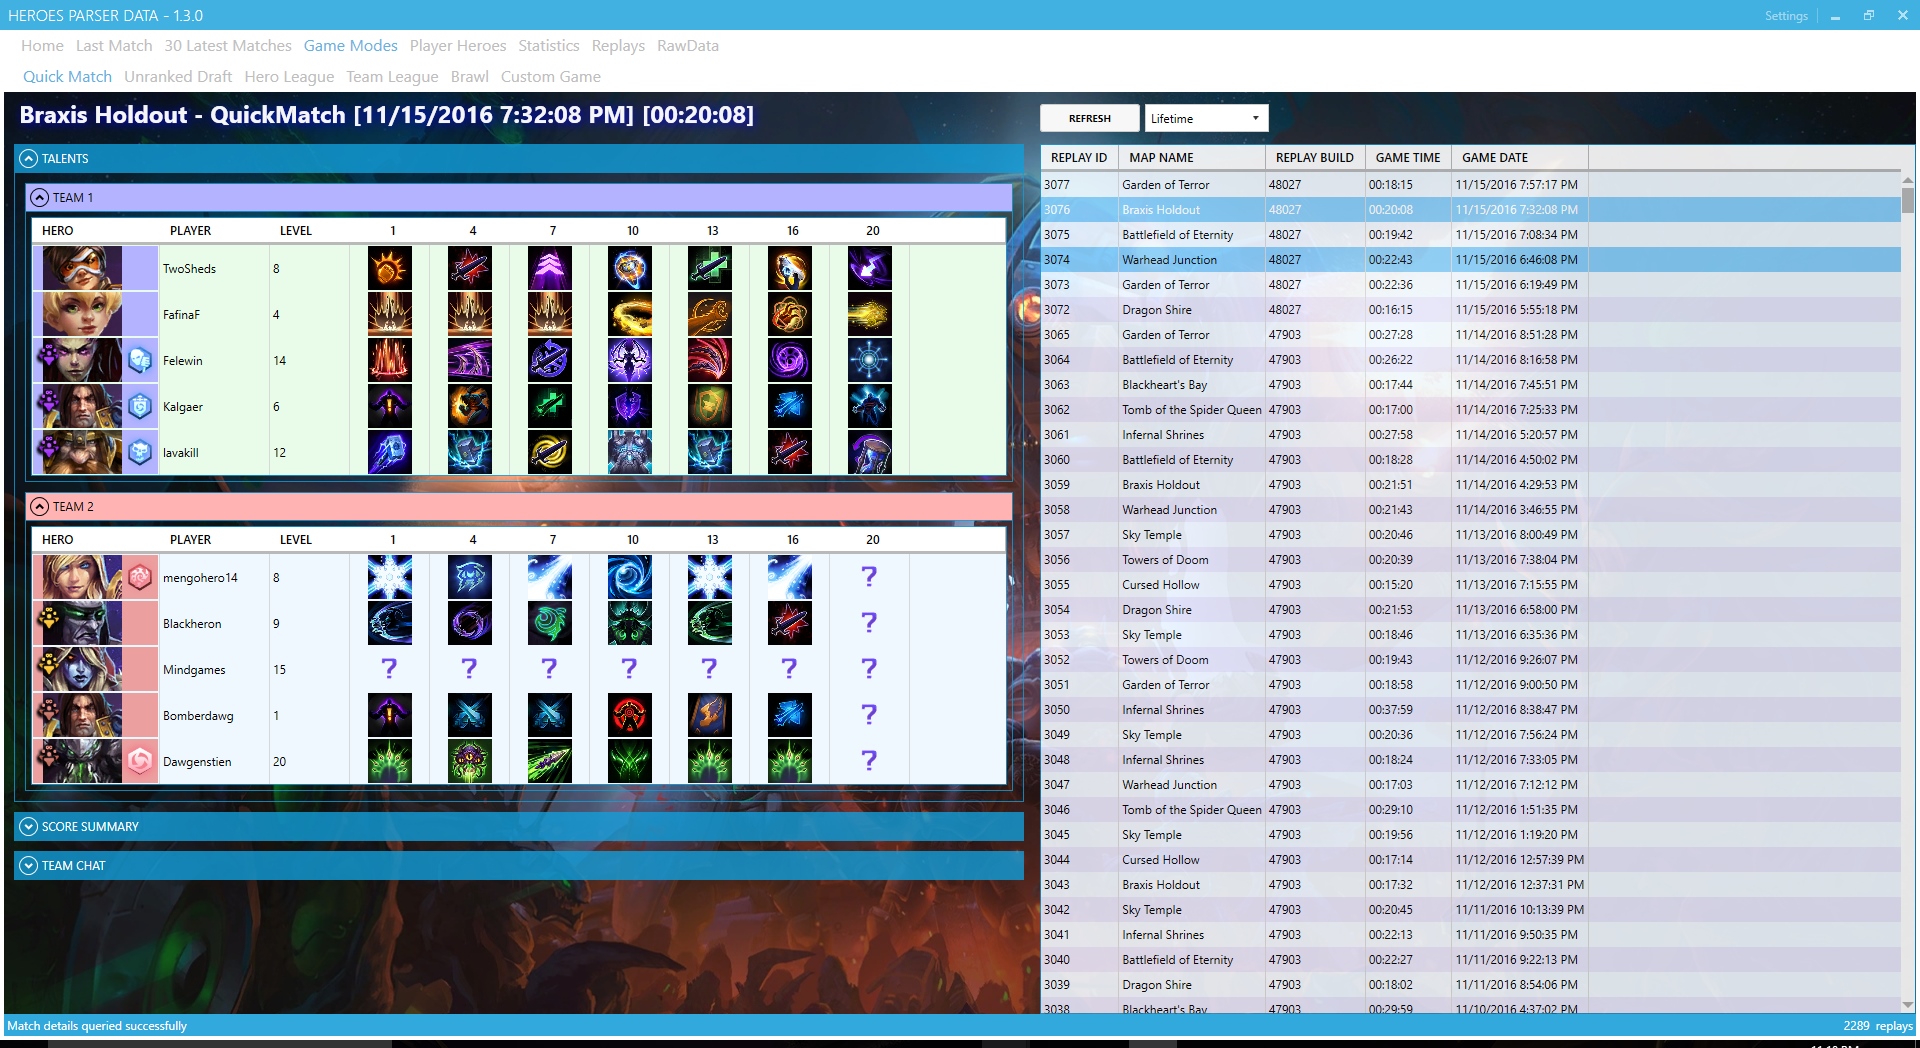 HEROES PARSER DATA - 1.3.0
Settings
Home Last Match 30 Latest Matches Game Modes Player Heroes Statistics Replays RawData
Quick Match Unranked Draft Hero League Team League Brawl Custom Game
Braxis Holdout - QuickMatch [11/15/2016 7:32:08 PM] [00:20:08]
TALENTS
TEAM 1
HERO PLAYER LEVEL 1 4 7 10 13 16 20
TwoSheds 8
FafinaF 4
Felewin 14
Kalgaer 6
lavakill 12
TEAM 2
HERO PLAYER LEVEL 1 4 7 10 13 16 20
mengohero14 8 ?
Blackheron 9 ?
Mindgames 15 ? ? ? ? ? ? ?
Bomberdawg 1 ?
Dawgenstien 20 ?
SCORE SUMMARY
TEAM CHAT
REFRESH Lifetime
REPLAY ID MAP NAME REPLAY BUILD GAME TIME GAME DATE
3077 Garden of Terror 48027 00:18:15 11/15/2016 7:57:17 PM
3076 Braxis Holdout 48027 00:20:08 11/15/2016 7:32:08 PM
3075 Battlefield of Eternity 48027 00:19:42 11/15/2016 7:08:34 PM
3074 Warhead Junction 48027 00:22:43 11/15/2016 6:46:08 PM
3073 Garden of Terror 48027 00:22:36 11/15/2016 6:19:49 PM
3072 Dragon Shire 48027 00:16:15 11/15/2016 5:55:18 PM
3065 Garden of Terror 47903 00:27:28 11/14/2016 8:51:28 PM
3064 Battlefield of Eternity 47903 00:26:22 11/14/2016 8:16:58 PM
3063 Blackheart's Bay 47903 00:17:44 11/14/2016 7:45:51 PM
3062 Tomb of the Spider Queen 47903 00:17:00 11/14/2016 7:25:33 PM
3061 Infernal Shrines 47903 00:27:58 11/14/2016 5:20:57 PM
3060 Battlefield of Eternity 47903 00:18:28 11/14/2016 4:50:02 PM
3059 Braxis Holdout 47903 00:21:51 11/14/2016 4:29:53 PM
3058 Warhead Junction 47903 00:21:43 11/14/2016 3:46:55 PM
3057 Sky Temple 47903 00:20:46 11/13/2016 8:00:49 PM
3056 Towers of Doom 47903 00:20:39 11/13/2016 7:38:04 PM
3055 Cursed Hollow 47903 00:15:20 11/13/2016 7:15:55 PM
3054 Dragon Shire 47903 00:21:53 11/13/2016 6:58:00 PM
3053 Sky Temple 47903 00:18:46 11/13/2016 6:35:36 PM
3052 Towers of Doom 47903 00:19:43 11/12/2016 9:26:07 PM
3051 Garden of Terror 47903 00:18:58 11/12/2016 9:00:50 PM
3050 Infernal Shrines 47903 00:37:59 11/12/2016 8:38:47 PM
3049 Sky Temple 47903 00:20:36 11/12/2016 7:56:24 PM
3048 Infernal Shrines 47903 00:18:24 11/12/2016 7:33:05 PM
3047 Warhead Junction 47903 00:17:03 11/12/2016 7:12:12 PM
3046 Tomb of the Spider Queen 47903 00:29:10 11/12/2016 1:51:35 PM
3045 Sky Temple 47903 00:19:56 11/12/2016 1:19:20 PM
3044 Cursed Hollow 47903 00:17:14 11/12/2016 12:57:39 PM
3043 Braxis Holdout 47903 00:17:32 11/12/2016 12:37:31 PM
3042 Sky Temple 47903 00:20:45 11/11/2016 10:13:39 PM
3041 Infernal Shrines 47903 00:22:13 11/11/2016 9:50:35 PM
3040 Battlefield of Eternity 47903 00:22:27 11/11/2016 9:22:13 PM
3039 Dragon Shire 47903 00:18:02 11/11/2016 8:54:06 PM
3038 Blackheart's Bay 47903 00:29:59 11/10/2016 4:37:02 PM
Match details queried successfully
2289 replays